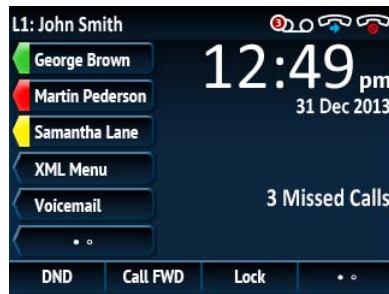 L1: John Smith
3
George Brown
Martin Pederson
Samantha Lane
XML Menu
Voicemail
12:49 pm
31 Dec 2013
3 Missed Calls
DND
Call FWD
Lock